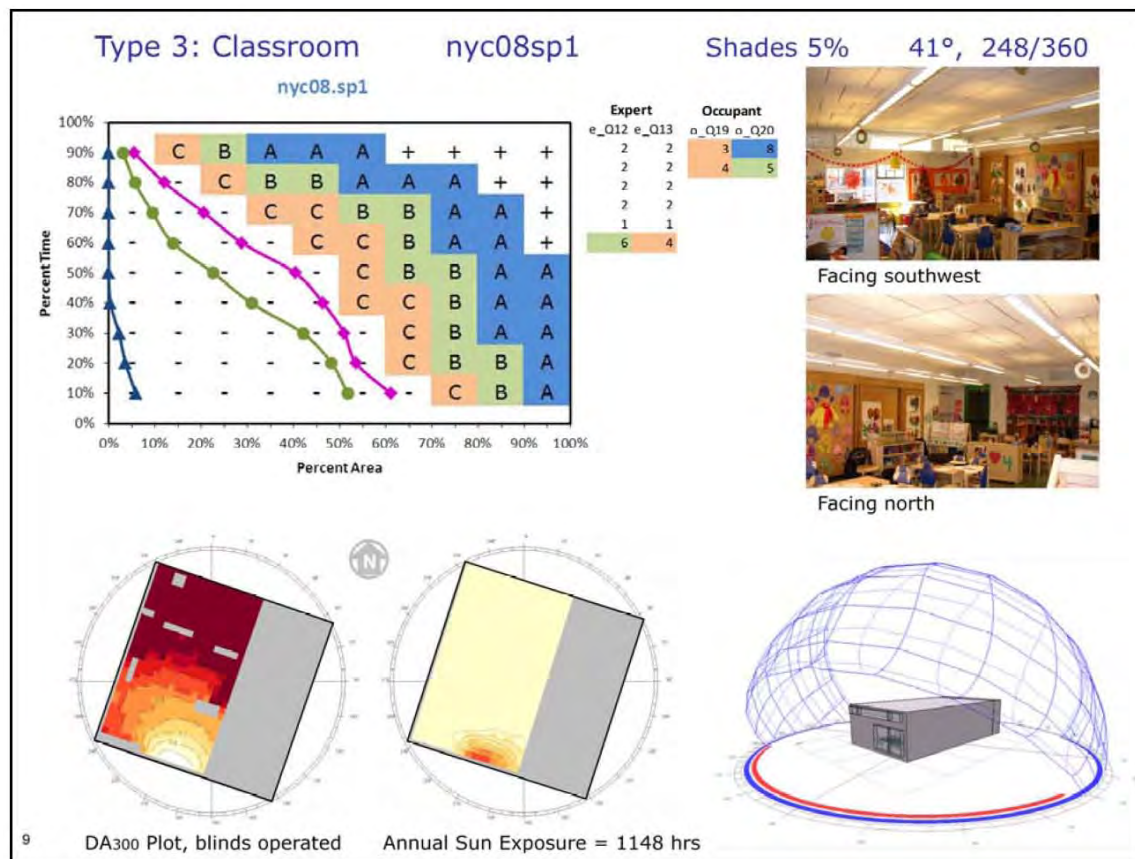 Type 3: Classroom nyc08sp1 Shades 5% 41°, 248/360
nyc08.sp1
Percent Time
100%
90% C B A A A + + + +
80% - C B B A A A + +
70% - - - C C B B A A +
60% - - - - C C B A A +
50% - - - - - C B B A A
40% - - - - - C C B A A
30% - - - - - - C B A A
20% - - - - - - C B B A
10% - - - - - - - C B A
0%
0% 10% 20% 30% 40% 50% 60% 70% 80% 90% 100%
Percent Area
Expert Occupant
e_Q12 e_Q13 o_Q19 o_Q20
2 2 3 8
2 2 4 5
2 2
2 2
1 1
6 4
Facing southwest
Facing north
N
DA300 Plot, blinds operated
Annual Sun Exposure = 1148 hrs
9